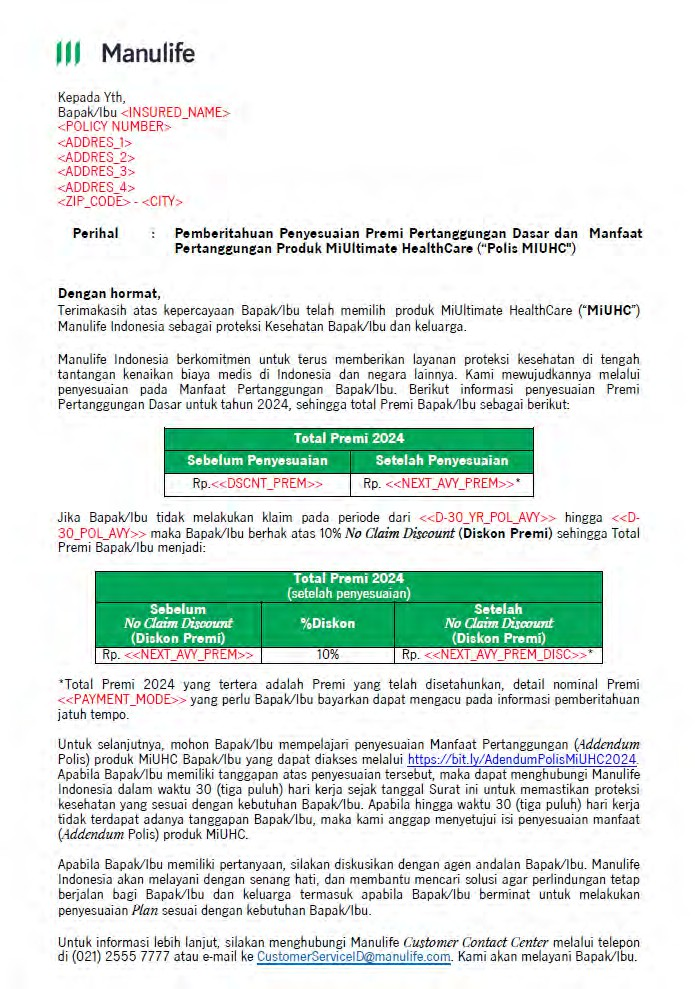 Manulife
Kepada Yth,
Bapak/Ibu <INSURED_NAME>
<POLICY NUMBER>
<ADDRES_1>
<ADDRES_2>
<ADDRES_3>
<ADDRES_4>
<ZIP_CODE> - <CITY>
Perihal : Pemberitahuan Penyesuaian Premi Pertanggungan Dasar dan Manfaat
Pertanggungan Produk MiUltimate HealthCare ("Polis MIUHC")
Dengan hormat,
Terimakasih atas kepercayaan Bapak/Ibu telah memilih produk MiUltimate HealthCare ("MiUHC")
Manulife Indonesia sebagai proteksi Kesehatan Bapak/Ibu dan keluarga.
Manulife Indonesia berkomitmen untuk terus memberikan layanan proteksi kesehatan di tengah
tantangan kenaikan biaya medis di Indonesia dan negara lainnya. Kami mewujudkannya melalui
penyesuaian pada Manfaat Pertanggungan Bapak/Ibu. Berikut informasi penyesuaian Premi
Pertanggungan Dasar untuk tahun 2024, sehingga total Premi Bapak/Ibu sebagai berikut:
Total Premi 2024
Sebelum Penyesuaian Setelah Penyesuaian
Rp.<<DSCNT_PREM>> Rp. <<NEXT_AVY_PREM>>*
Jika Bapak/Ibu tidak melakukan klaim pada periode dari <<D-30_YR_POL_AVY>> hingga <<D-
30_POL_AVY>> maka Bapak/Ibu berhak atas 10% No Claim Discount (Diskon Premi) sehingga Total
Premi Bapak/Ibu menjadi:
Total Premi 2024
(setelah penyesuaian)
Sebelum
No Claim Discount
(Diskon Premi)
%Diskon
Setelah
No Claim Discount
(Diskon Premi)
Rp. <<NEXT_AVY_PREM>> 10% Rp. <<NEXT_AVY_PREM_DISC>>*
*Total Premi 2024 yang tertera adalah Premi yang telah disetahunkan, detail nominal Premi
<<PAYMENT_MODE>> yang perlu Bapak/Ibu bayarkan dapat mengacu pada informasi pemberitahuan
jatuh tempo.
Untuk selanjutnya, mohon Bapak/Ibu mempelajari penyesuaian Manfaat Pertanggungan (Addendum
Polis) produk MiUHC Bapak/Ibu yang dapat diakses melalui https://bit.ly/AdendumPolisMiUHC2024.
Apabila Bapak/Ibu memiliki tanggapan atas penyesuaian tersebut, maka dapat menghubungi Manulife
Indonesia dalam waktu 30 (tiga puluh) hari kerja sejak tanggal Surat ini untuk memastikan proteksi
kesehatan yang sesuai dengan kebutuhan Bapak/Ibu. Apabila hingga waktu 30 (tiga puluh) hari kerja
tidak terdapat adanya tanggapan Bapak/Ibu, maka kami anggap menyetujui isi penyesuaian manfaat
(Addendum Polis) produk MiUHC.
Apabila Bapak/Ibu memiliki pertanyaan, silakan diskusikan dengan agen andalan Bapak/Ibu. Manulife
Indonesia akan melayani dengan senang hati, dan membantu mencari solusi agar perlindungan tetap
berjalan bagi Bapak/Ibu dan keluarga termasuk apabila Bapak/Ibu berminat untuk melakukan
penyesuaian Plan sesuai dengan kebutuhan Bapak/Ibu.
Untuk informasi lebih lanjut, silakan menghubungi Manulife Customer Contact Center melalui telepon
di (021) 2555 7777 atau e-mail ke CustomerServiceID@manulife.com. Kami akan melayani Bapak/Ibu.